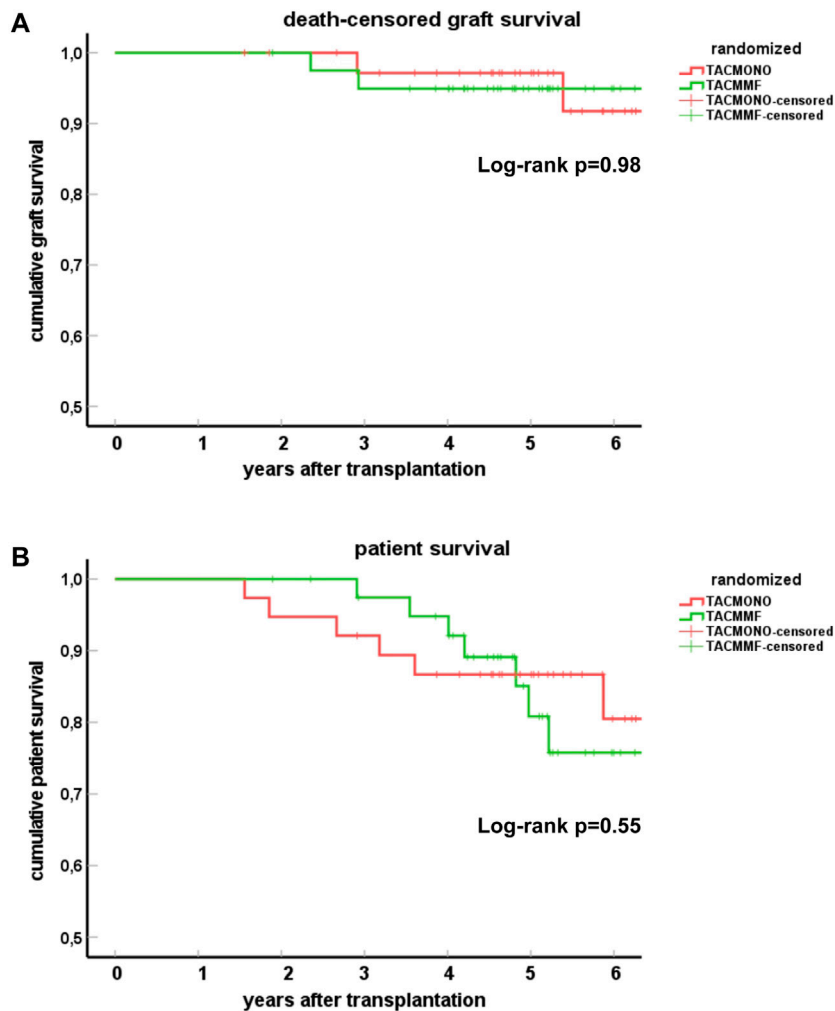 A
death-censored graft survival
randomized
TACMONO
TACMMF
TACMONO-censored
TACMMF-censored
cumulative graft survival
1,0
0,9
0,8
0,7
0,6
0,5
Log-rank p=0.98
0 1 2 3 4 5 6
years after transplantation
B
patient survival
randomized
TACMONO
TACMMF
TACMONO-censored
TACMMF-censored
cumulative patient survival
1,0
0,9
0,8
0,7
0,6
0,5
Log-rank p=0.55
0 1 2 3 4 5 6
years after transplantation